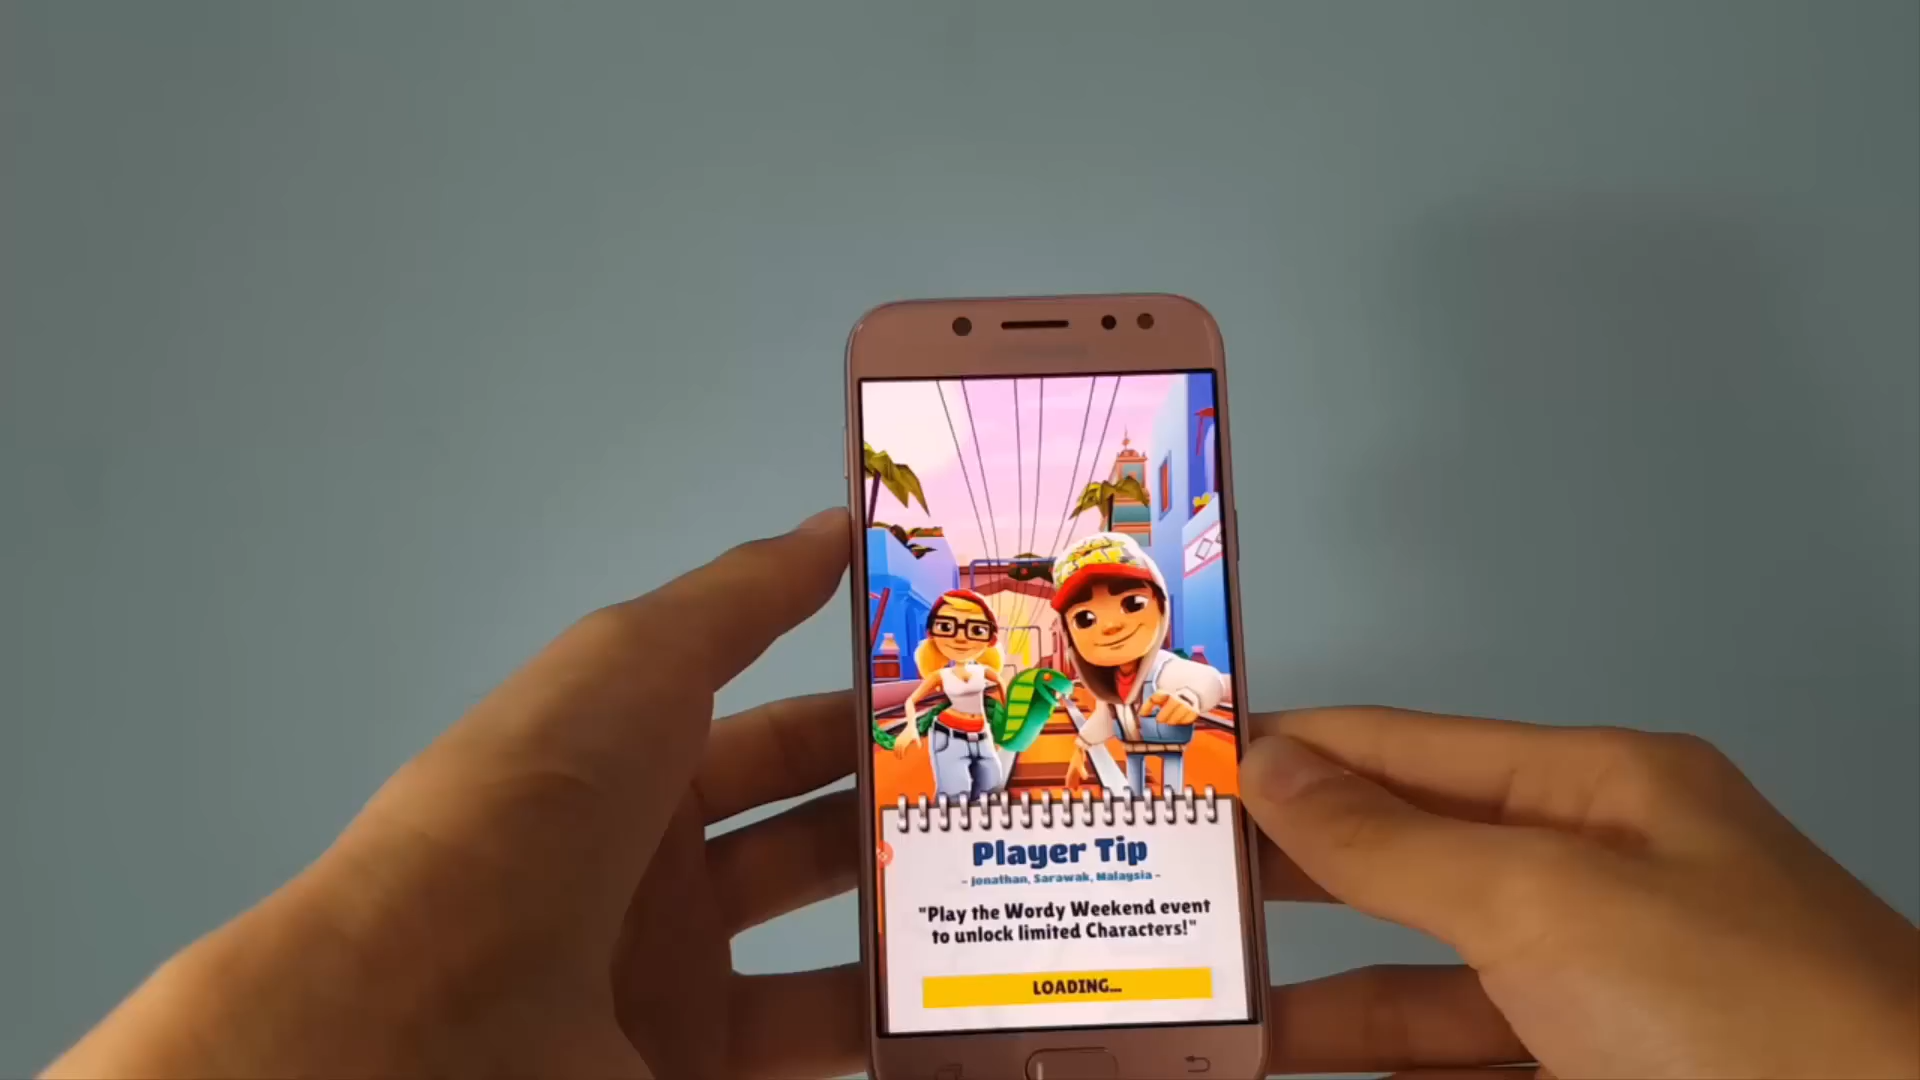 Player Tip
- Jonathan, Sarawak, Malaysia -
"Play the Wordy Weekend event
to unlock limited Characters!"
LOADING...